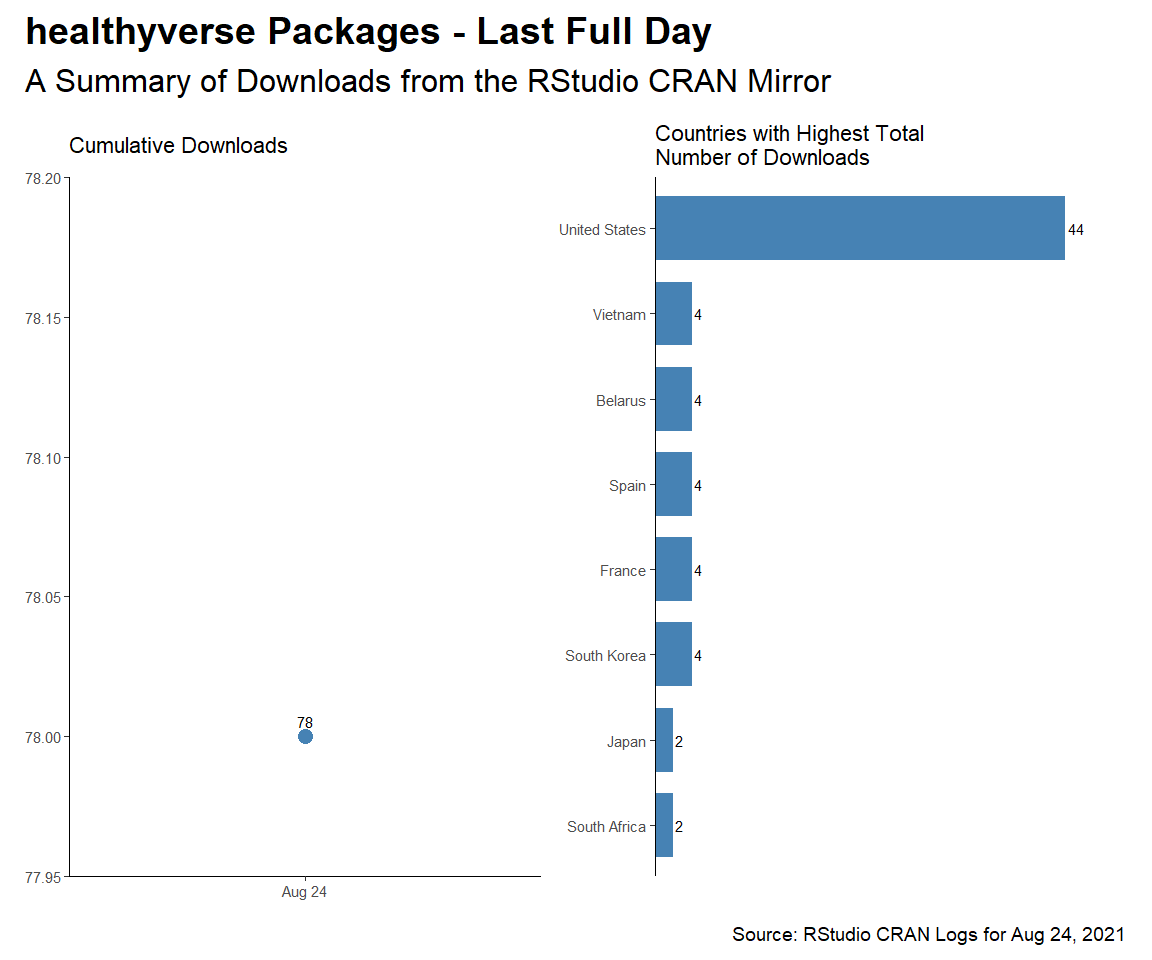 healthyverse Packages - Last Full Day
A Summary of Downloads from the RStudio CRAN Mirror
Cumulative Downloads
78.20
78.15
78.10
78.05
78.00
77.95
78
Aug 24
Countries with Highest Total
Number of Downloads
United States 44
Vietnam 4
Belarus 4
Spain 4
France 4
South Korea 4
Japan 2
South Africa 2
Source: RStudio CRAN Logs for Aug 24, 2021